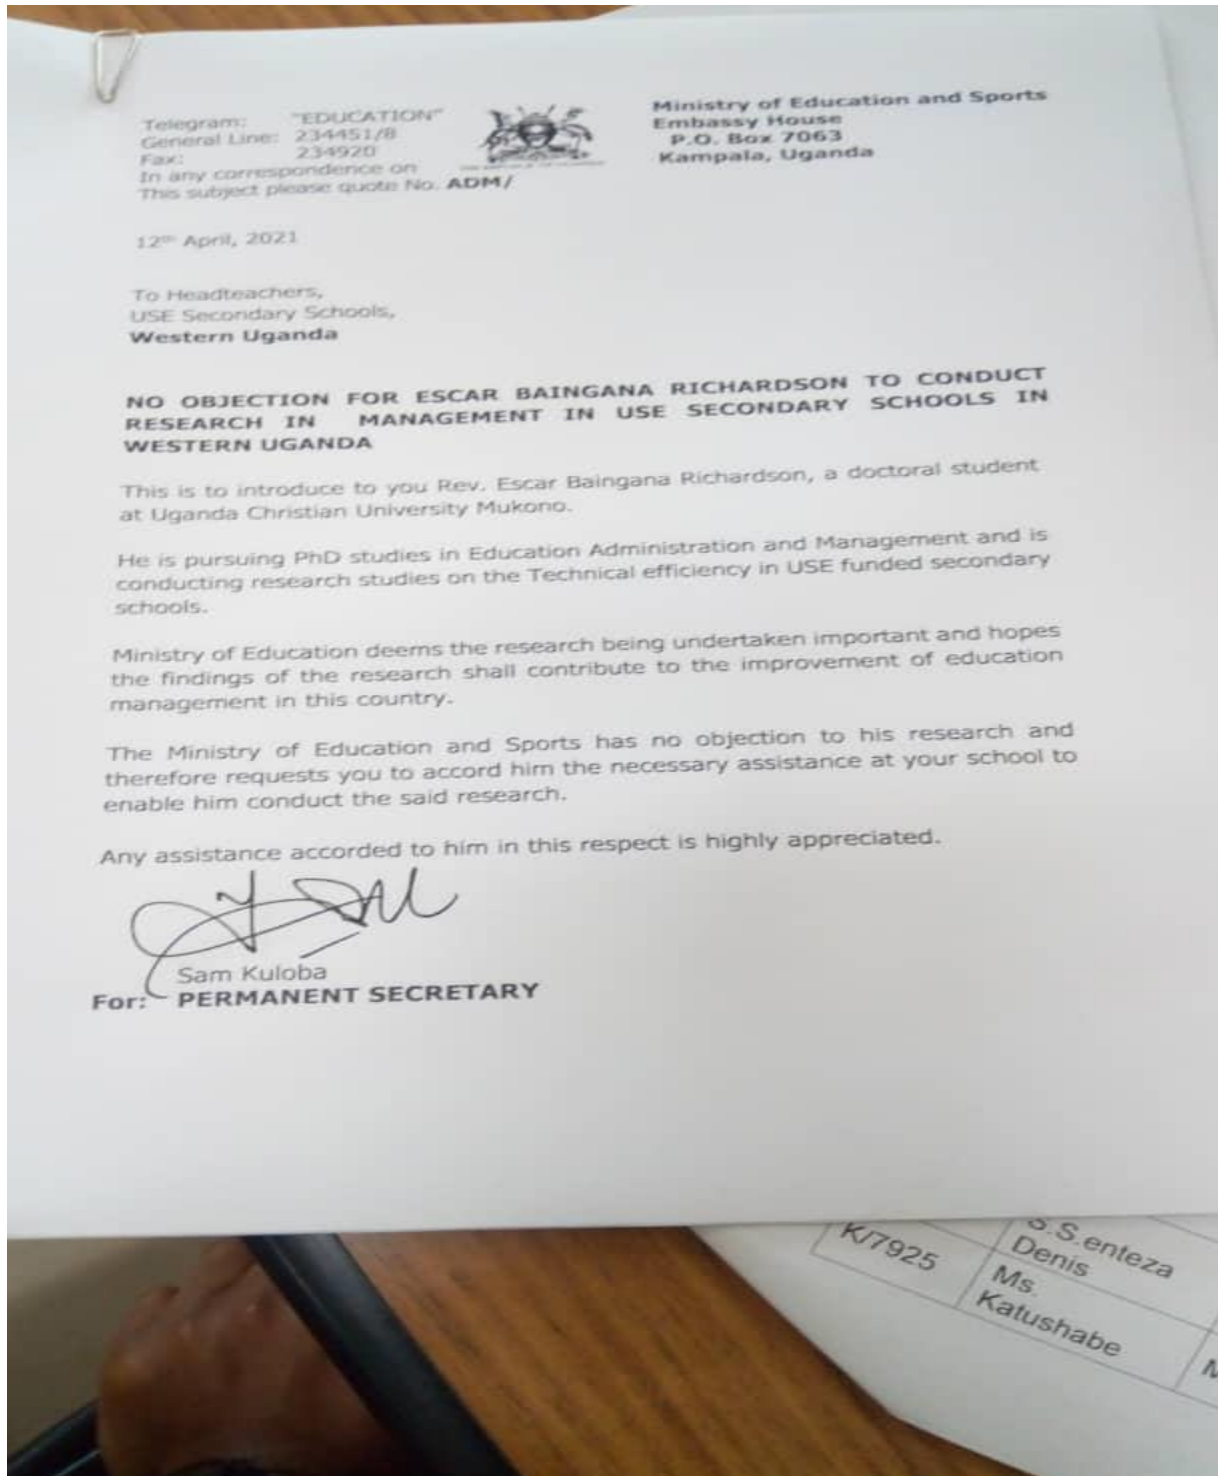 Telegram: "EDUCATION"
General Line: 234451/8
Fax: 234920
In any correspondence on
This subject please quote No. ADM/
Ministry of Education and Sports
Embassy House
P.O. Box 7063
Kampala, Uganda
12th April, 2021
To Headteachers,
USE Secondary Schools,
Western Uganda
NO OBJECTION FOR ESCAR BAINGANA RICHARDSON TO CONDUCT
RESEARCH IN MANAGEMENT IN USE SECONDARY SCHOOLS IN
WESTERN UGANDA
This is to introduce to you Rev. Escar Baingana Richardson, a doctoral student
at Uganda Christian University Mukono.
He is pursuing PhD studies in Education Administration and Management and is
conducting research studies on the Technical efficiency in USE funded secondary
schools.
Ministry of Education deems the research being undertaken important and hopes
the findings of the research shall contribute to the improvement of education
management in this country.
The Ministry of Education and Sports has no objection to his research and
therefore requests you to accord him the necessary assistance at your school to
enable him conduct the said research.
Any assistance accorded to him in this respect is highly appreciated.
Sam Kuloba
For: PERMANENT SECRETARY
S.enteza
Denis
K/7925
Ms.
Katushabe